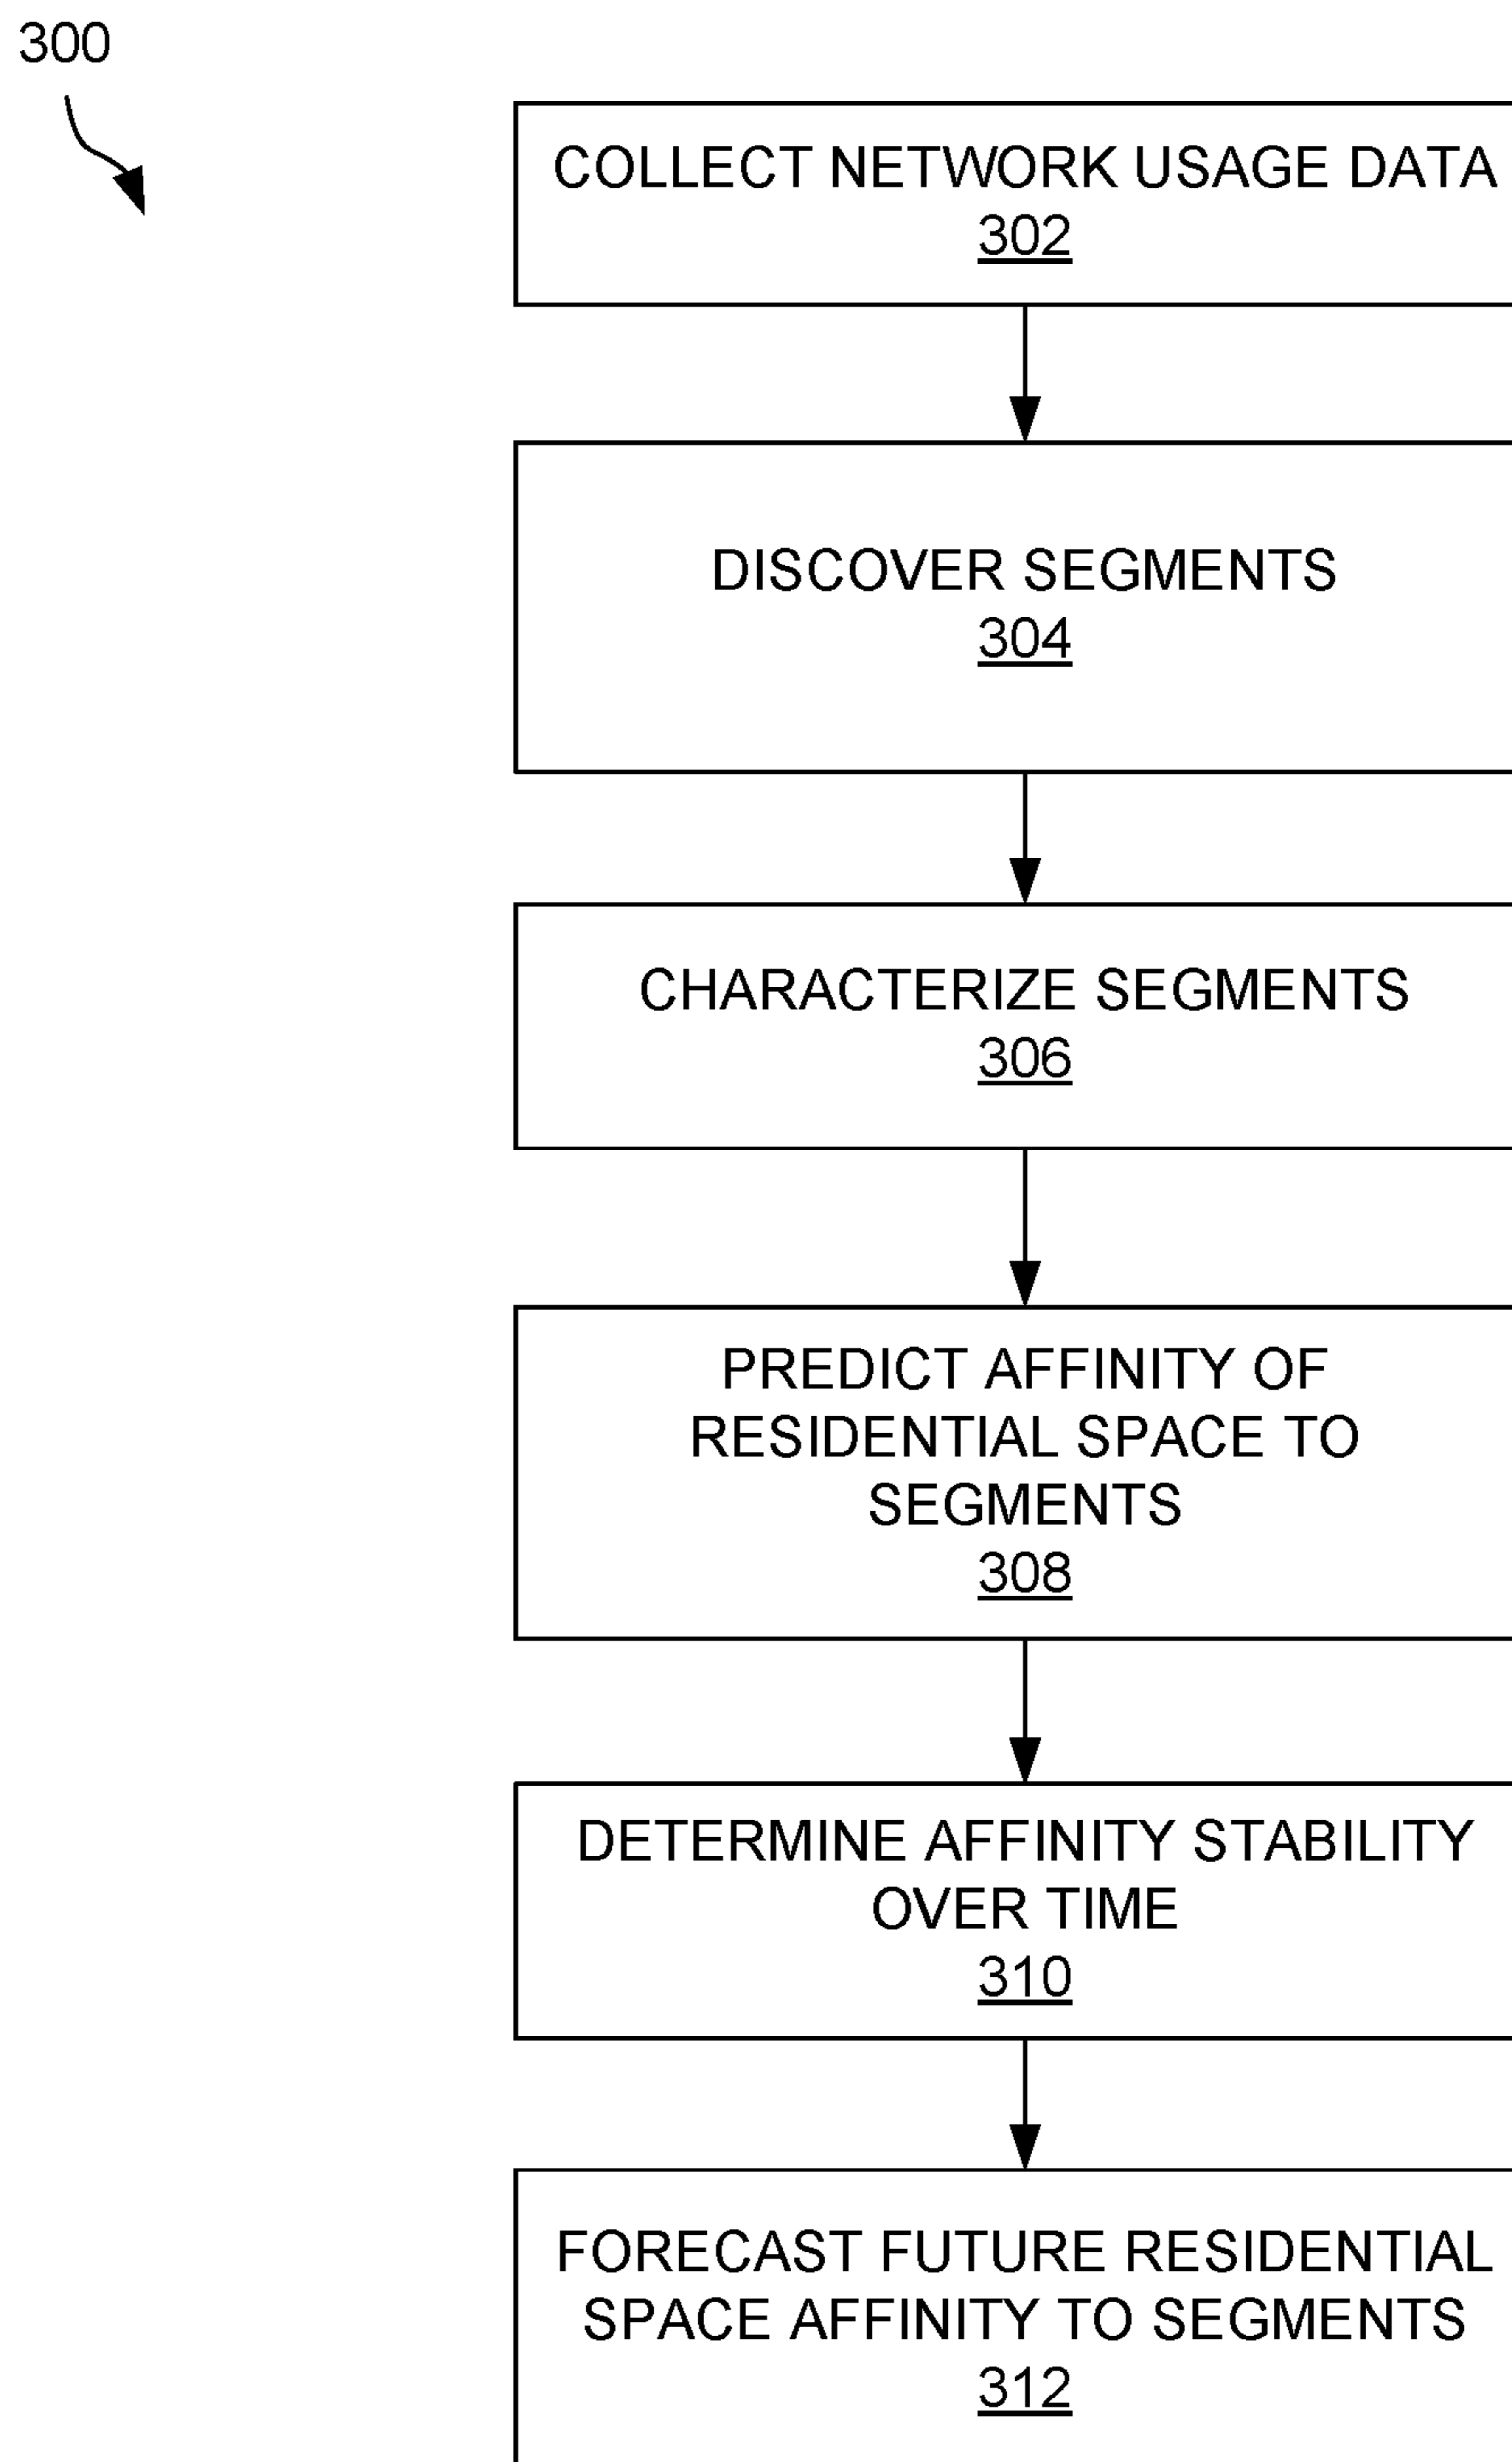 300
COLLECT NETWORK USAGE DATA
302
DISCOVER SEGMENTS
304
CHARACTERIZE SEGMENTS
306
PREDICT AFFINITY OF
RESIDENTIAL SPACE TO
SEGMENTS
308
DETERMINE AFFINITY STABILITY
OVER TIME
310
FORECAST FUTURE RESIDENTIAL
SPACE AFFINITY TO SEGMENTS
312